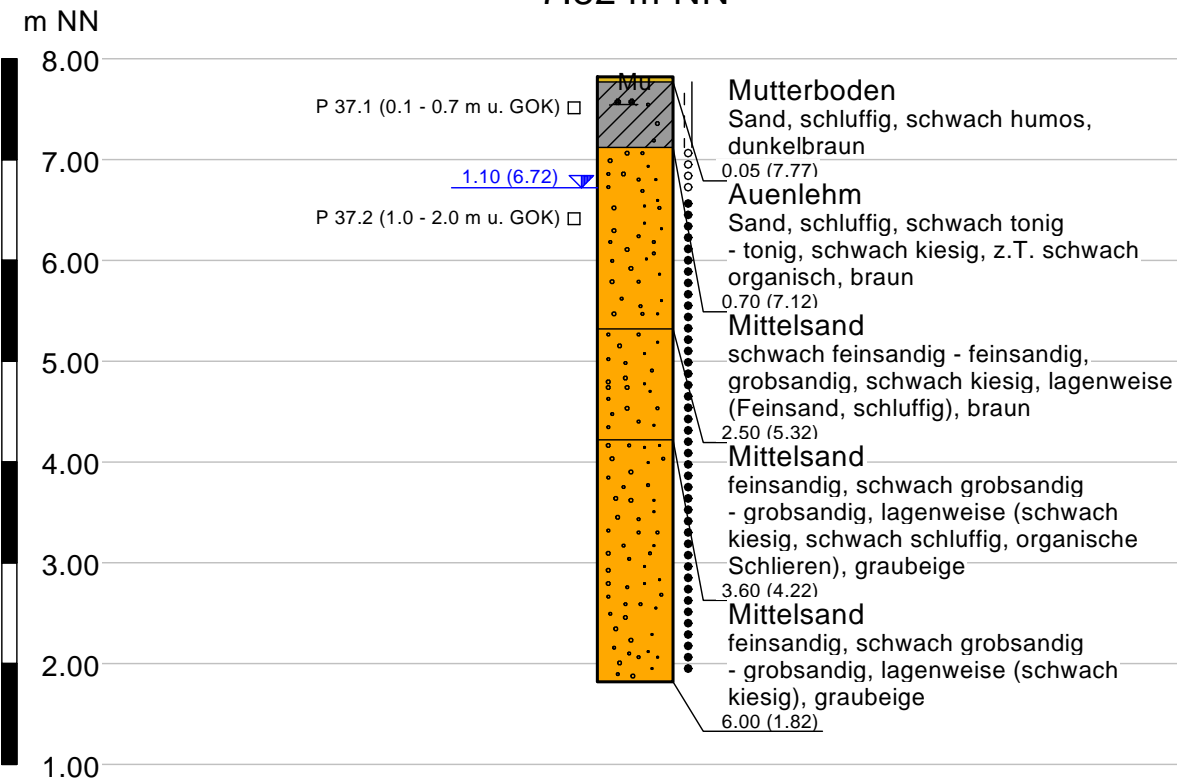 7.82 m NN
m NN
8.00
7.00
6.00
5.00
4.00
3.00
2.00
1.00
P 37.1 (0.1 - 0.7 m u. GOK)
1.10 (6.72)
P 37.2 (1.0 - 2.0 m u. GOK)
Mu
Mutterboden
Sand, schluffig, schwach humos,
dunkelbraun
0.05 (7.77)
Auenlehm
Sand, schluffig, schwach tonig
- tonig, schwach kiesig, z.T. schwach
organisch, braun
0.70 (7.12)
Mittelsand
schwach feinsandig - feinsandig,
grobsandig, schwach kiesig, lagenweise
(Feinsand, schluffig), braun
2.50 (5.32)
Mittelsand
feinsandig, schwach grobsandig
- grobsandig, lagenweise (schwach
kiesig, schwach schluffig, organische
Schlieren), graubeige
3.60 (4.22)
Mittelsand
feinsandig, schwach grobsandig
- grobsandig, lagenweise (schwach
kiesig), graubeige
6.00 (1.82)